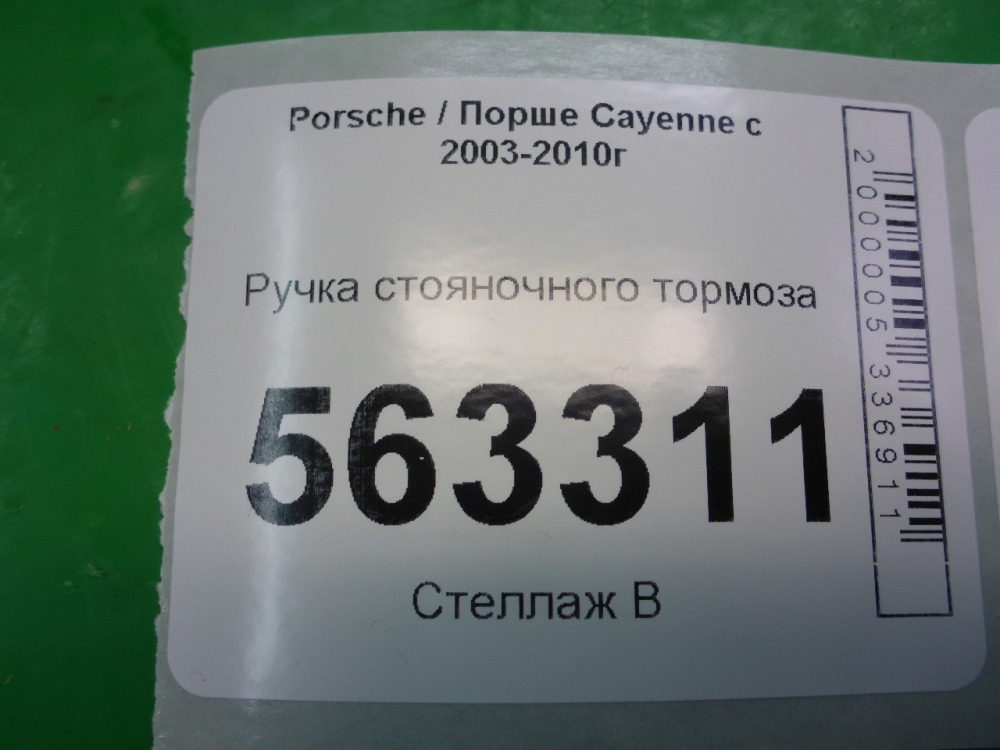 Porsche / Порше Cayenne с
2003-2010г
Ручка стояночного тормоза
563311
Стеллаж В
2000005336911